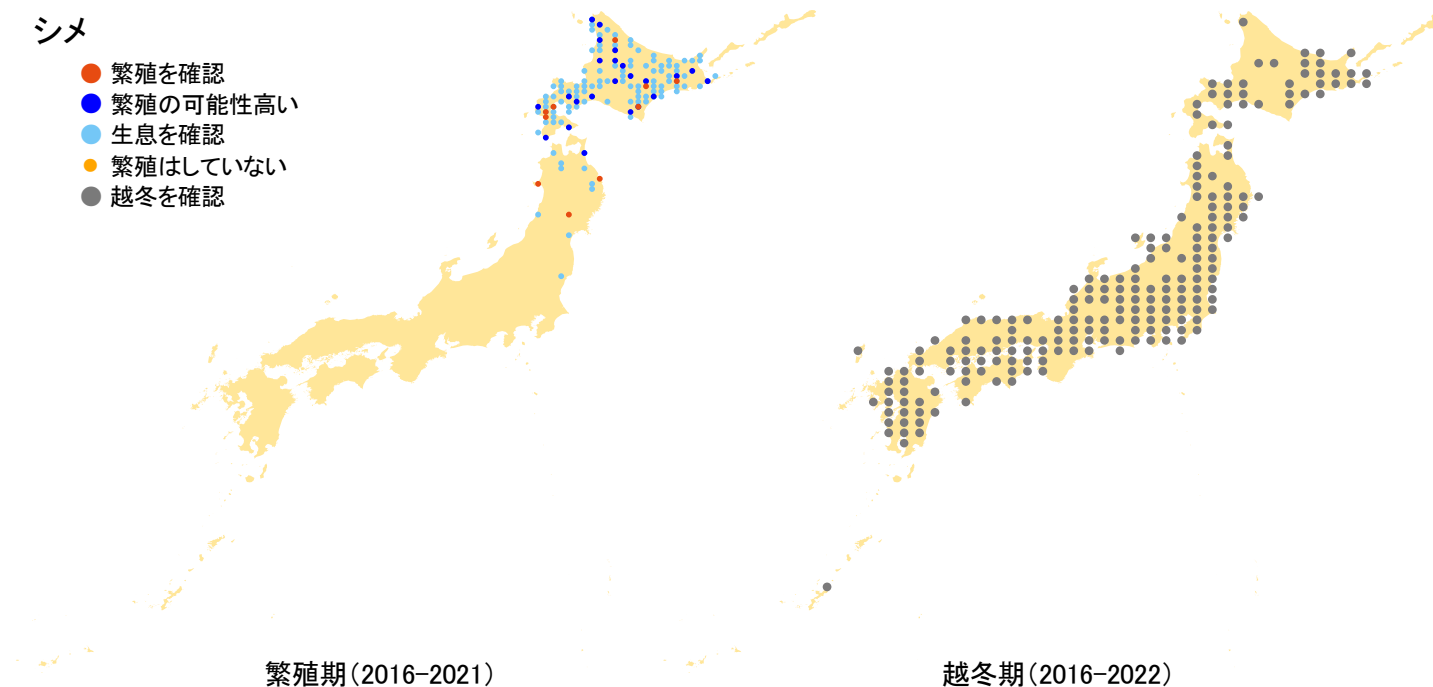 シメ
繁殖を確認
繁殖の可能性高い
生息を確認
繁殖はしていない
越冬を確認
繁殖期（2016-2021）
越冬期（2016-2022）